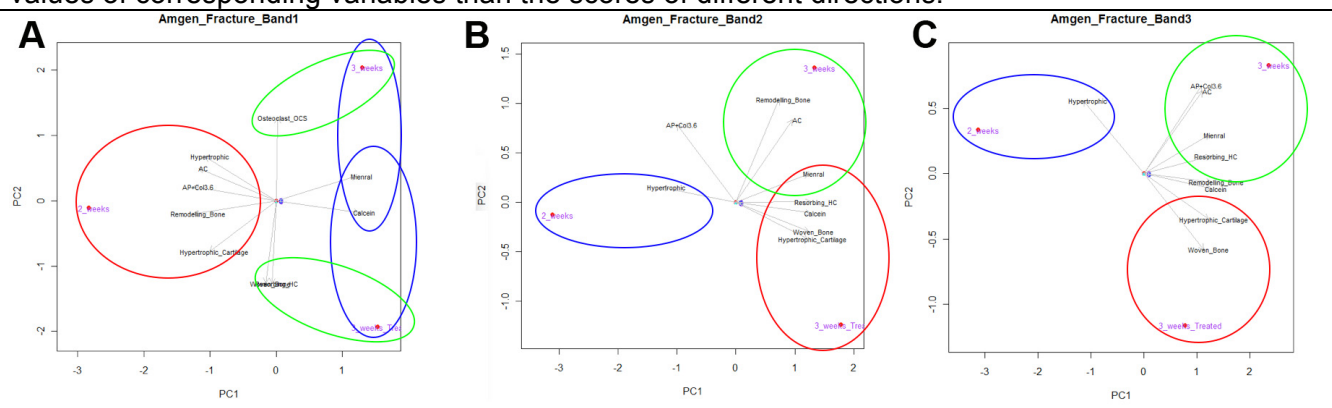 values of corresponding variables than the scores of different directions.
A
Amgen_Fracture_Band1
PC2
2
1
0
-1
-2
3_weeks
Osteoclast_OCS
Hypertrophic
AC
AP+Col3.6
Remodelling_Bone
2_weeks
Hypertrophic_Cartilage
Mienral
Calcein
3_weeks_Trea
-3
-2
-1
0
1
PC1
B
Amgen_Fracture_Band2
PC2
1.5
1.0
0.5
0.0
-0.5
-1.0
3_weeks
Remodelling_Bone
AC
AP+Col3.6
Mienral
Hypertrophic
2_weeks
Resorbing_HC
Calcein
Woven_Bone
Hypertrophic_Cartilage
3_weeks_Trea
-3
-2
-1
0
1
2
PC1
C
Amgen_Fracture_Band3
PC2
0.5
0.0
-0.5
-1.0
3_weeks
AP+Col3.6
AC
Hypertrophic
2_weeks
Mienral
Resorbing_HC
Remodelling_Bone
Calcein
Hypertrophic_Cartilage
Woven_Bone
3_weeks_Treated
-3
-2
-1
0
1
2
PC1